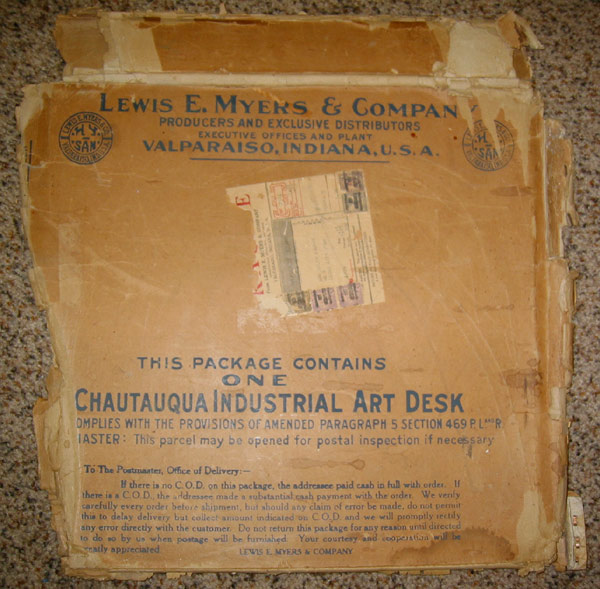 LEWIS E. MYERS & COMPANY
PRODUCERS AND EXCLUSIVE DISTRIBUTORS
EXECUTIVE OFFICES AND PLANT
VALPARAISO, INDIANA, U.S.A.
THIS PACKAGE CONTAINS
ONE
CHAUTAUQUA INDUSTRIAL ART DESK
OMPLIES WITH THE PROVISIONS OF AMENDED PARAGRAPH 5 SECTION 469 P. L. AND R.
MASTER: This parcel may be opened for postal inspection if necessary
To The Postmaster, Office of Delivery:—
If there is no C.O.D. on this package, the addressee paid cash in full with order. If
there is a C.O.D., the addressee made a substantial cash payment with the order. We verify
carefully every order before shipment, but should any claim of error be made, do not permit
this to delay delivery but collect amount indicated on C.O.D. and we will promptly rectify
any error directly with the customer. Do not return this package for any reason until directed
to do so by us when postage will be furnished. Your courtesy and cooperation will be
greatly appreciated. LEWIS E. MYERS & COMPANY